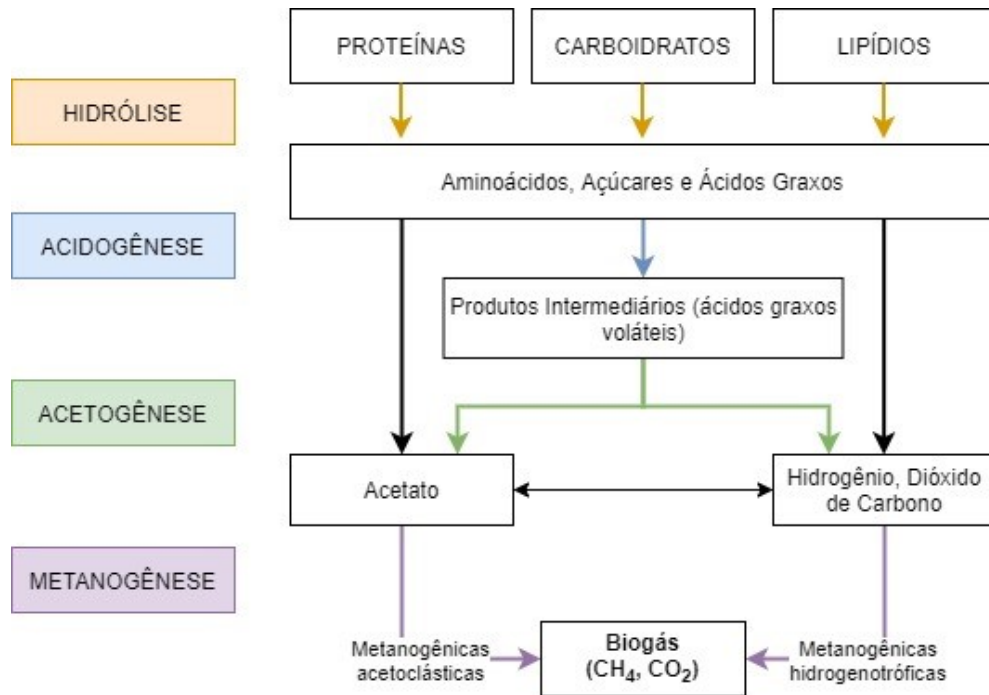 PROTEÍNAS
CARBOIDRATOS
LIPÍDIOS
HIDRÓLISE
Aminoácidos, Açúcares e Ácidos Graxos
ACIDOGÊNESE
Produtos Intermediários (ácidos graxos
voláteis)
ACETOGÊNESE
Acetato
Hidrogênio, Dióxido
de Carbono
METANOGÊNESE
Metanogênicas
acetoclásticas
Biogás
(CH₄, CO₂)
Metanogênicas
hidrogenotróficas